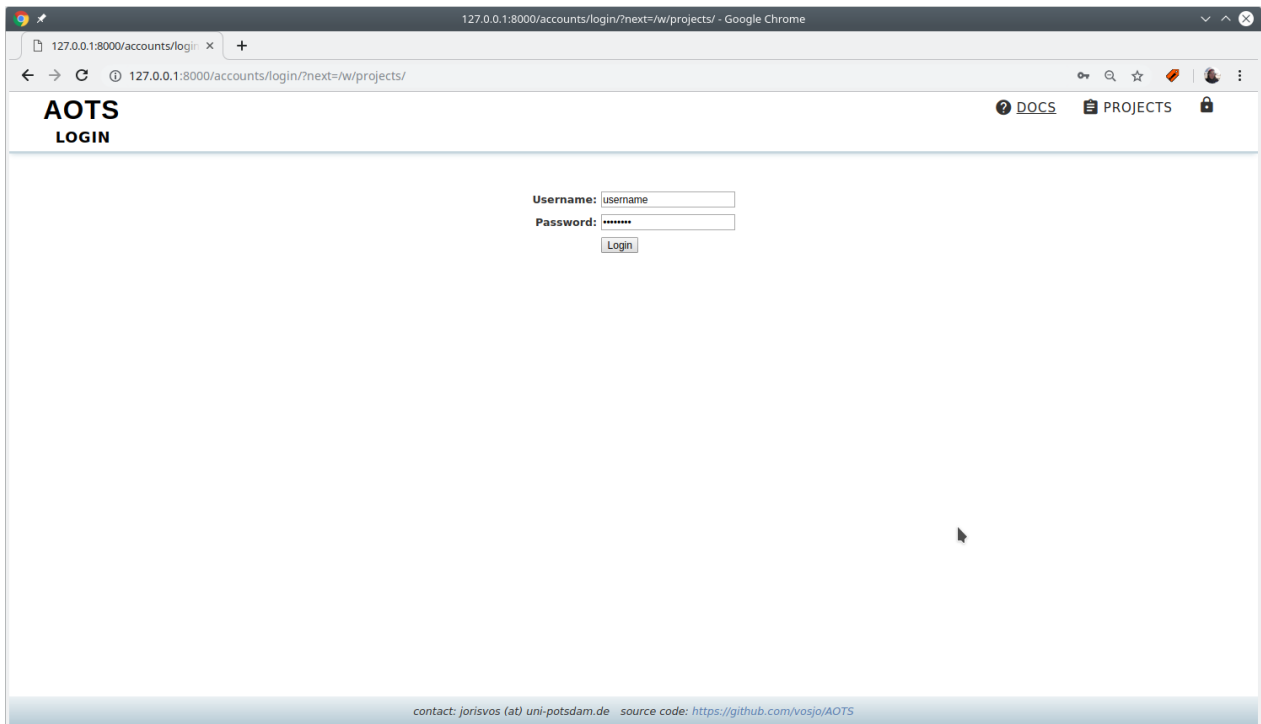 127.0.0.1:8000/accounts/login/?next=/w/projects/ - Google Chrome
127.0.0.1:8000/accounts/login
127.0.0.1:8000/accounts/login/?next=/w/projects/
AOTS
DOCS PROJECTS
LOGIN
Username: username
Password: ••••••••
Login
contact: jorisvos (at) uni-potsdam.de source code: https://github.com/vosjo/AOTS